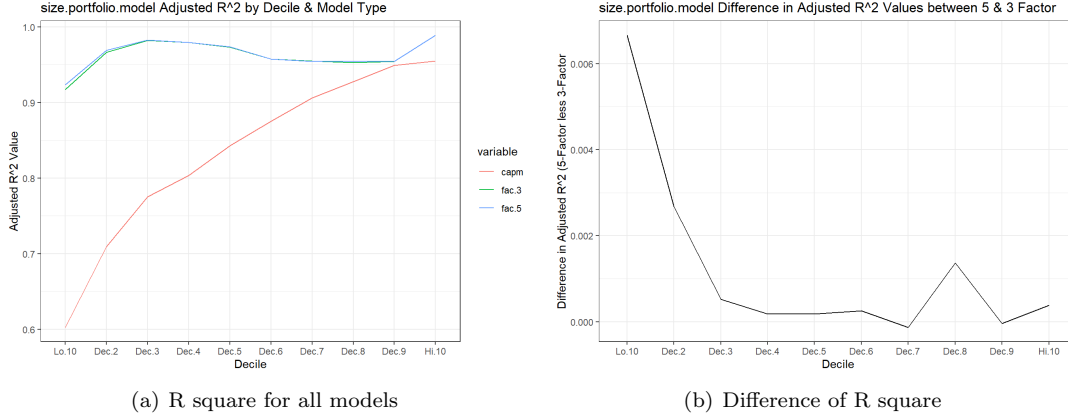 size.portfolio.model Adjusted R^2 by Decile & Model Type
Adjusted R^2 Value
1.0
0.9
0.8
0.7
0.6
Lo.10 Dec.2 Dec.3 Dec.4 Dec.5 Dec.6 Dec.7 Dec.8 Dec.9 Hi.10
Decile
variable
capm
fac.3
fac.5
(a) R square for all models
size.portfolio.model Difference in Adjusted R^2 Values between 5 & 3 Factor
Difference in Adjusted R^2 (5-Factor less 3-Factor
0.006
0.004
0.002
0.000
Lo.10 Dec.2 Dec.3 Dec.4 Dec.5 Dec.6 Dec.7 Dec.8 Dec.9 Hi.10
Decile
(b) Difference of R square